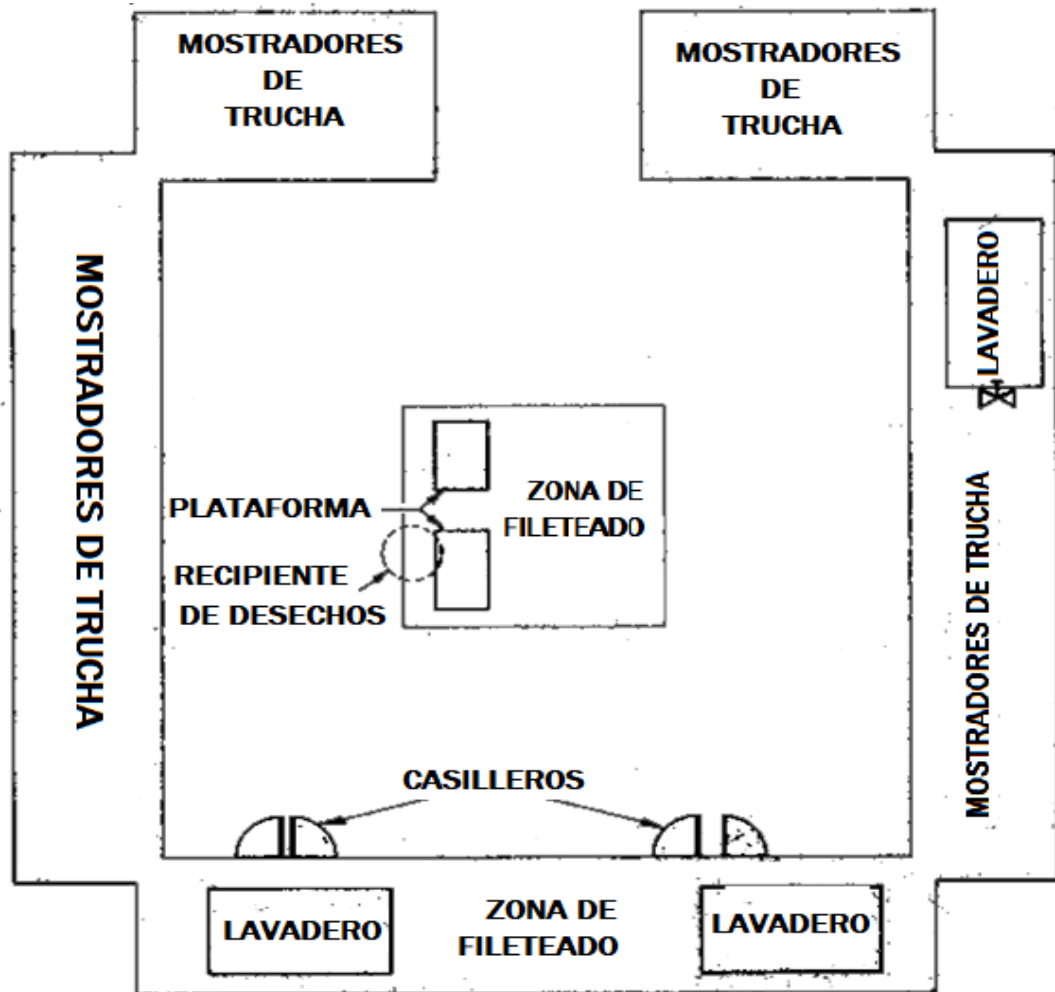 MOSTRADORES
DE
TRUCHA
MOSTRADORES
DE
TRUCHA
MOSTRADORES DE TRUCHA
LAVADERO
PLATAFORMA
ZONA DE
FILETEADO
RECIPIENTE
DE DESECHOS
MOSTRADORES DE TRUCHA
CASILLEROS
LAVADERO
ZONA DE
FILETEADO
LAVADERO